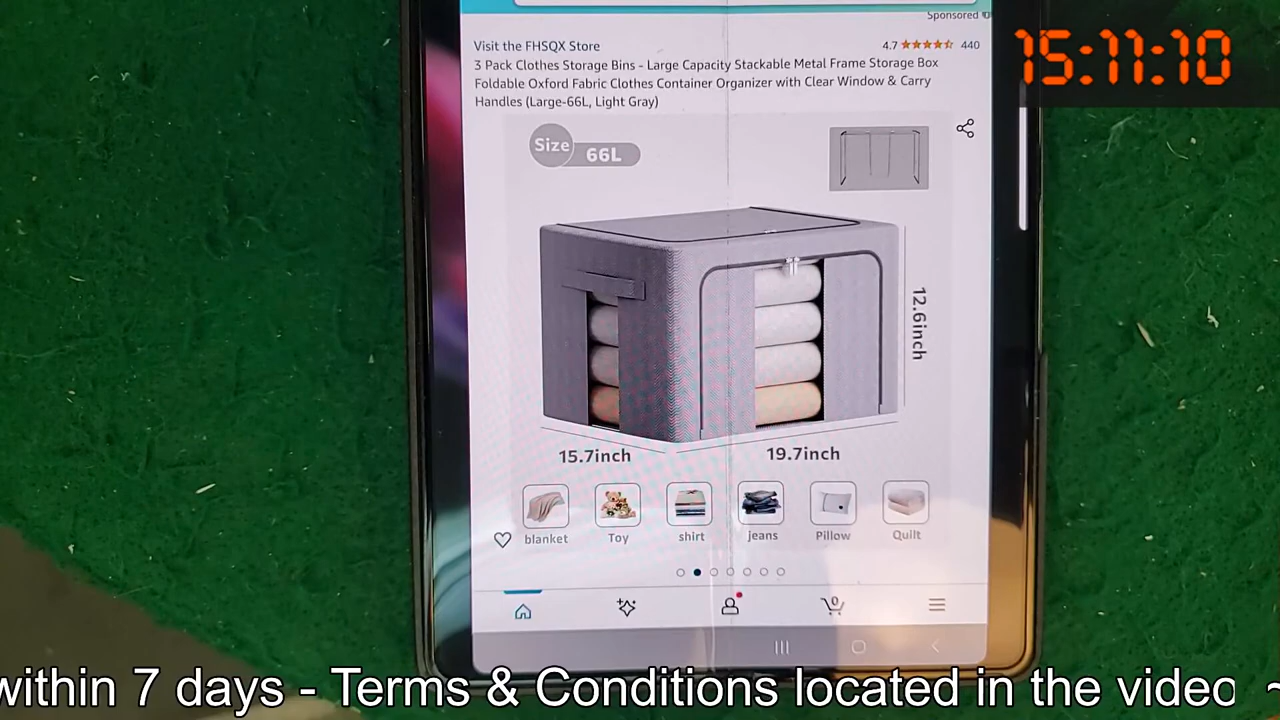 Sponsored
15:11:10
Visit the FHSQX Store
4.7 440
3 Pack Clothes Storage Bins - Large Capacity Stackable Metal Frame Storage Box
Foldable Oxford Fabric Clothes Container Organizer with Clear Window & Carry
Handles (Large-66L, Light Gray)
Size 66L
12.6inch
15.7inch
19.7inch
blanket
Toy
shirt
jeans
Pillow
Quilt
0
within 7 days - Terms & Conditions located in the video ~